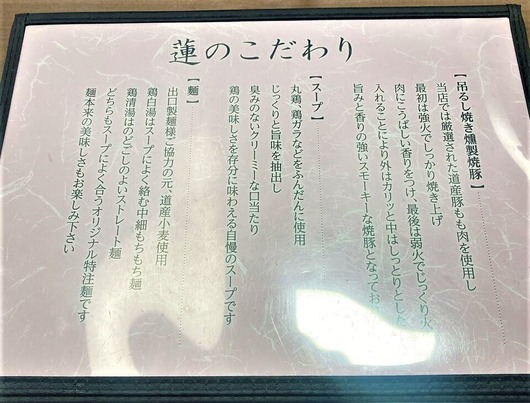 蓮のこだわり
【吊るし焼き燻製焼豚】
当店では厳選された道産豚もも肉を使用し
最初は強火でしっかり焼き上げ
肉にこうばしい香りをつけ、最後は弱火でじっくり火
入れることにより外はカリッと中はしっとりとした
旨みと香りの強いスモーキーな焼豚となってお
【スープ】
丸鶏、鶏ガラなどをふんだんに使用
じっくりと旨味を抽出し
臭みのないクリーミーな口当たり
鶏の美味しさを存分に味わえる自慢のスープです
【麺】
出口製麺様ご協力の元、道産小麦使用
鶏白湯はスープによく絡む中細もちもち麺
鶏清湯はのどごしのよいストレート麺
どちらもスープによく合うオリジナル特注麺です
麺本来の美味しさもお楽しみ下さい